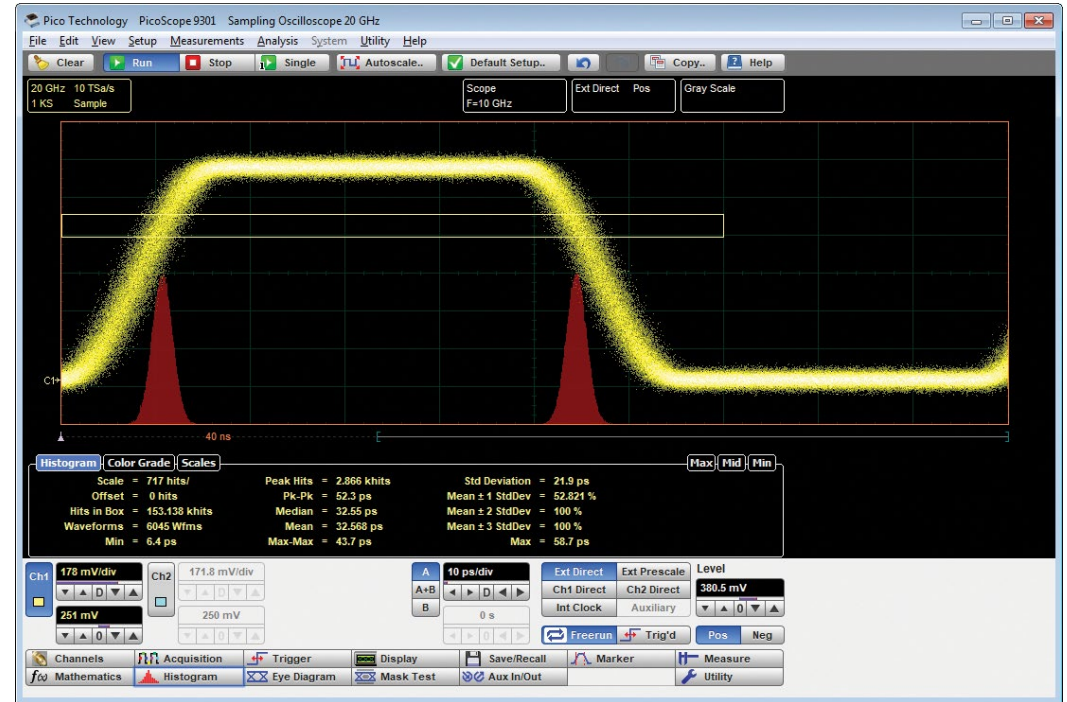 Pico Technology PicoScope 9301 Sampling Oscilloscope 20 GHz
File Edit View Setup Measurements Analysis System Utility Help
Clear Run Stop Single Autoscale.. Default Setup.. Copy.. Help
20 GHz 10 TSa/s Scope Ext Direct Pos Gray Scale
1 KS Sample F=10 GHz
C1
40 ns
Histogram Color Grade Scales Max Mid Min
Scale = 717 hits/ Peak Hits = 2.866 khits Std Deviation = 21.9 ps
Offset = 0 hits Pk-Pk = 52.3 ps Mean ± 1 StdDev = 52.821 %
Hits in Box = 153.138 khits Median = 32.55 ps Mean ± 2 StdDev = 100 %
Waveforms = 6045 Wfms Mean = 32.568 ps Mean ± 3 StdDev = 100 %
Min = 6.4 ps Max-Max = 43.7 ps Max = 58.7 ps
Ch1 178 mV/div Ch2 171.8 mV/div A 10 ps/div Ext Direct Ext Prescale Level
D D A+B D Ch1 Direct Ch2 Direct 380.5 mV
251 mV 250 mV B 0 s Int Clock Auxiliary 0
0 0 0 Freerun Trig'd Pos Neg
Channels Acquisition Trigger Display Save/Recall Marker Measure
f(x) Mathematics Histogram Eye Diagram Mask Test Aux In/Out Utility